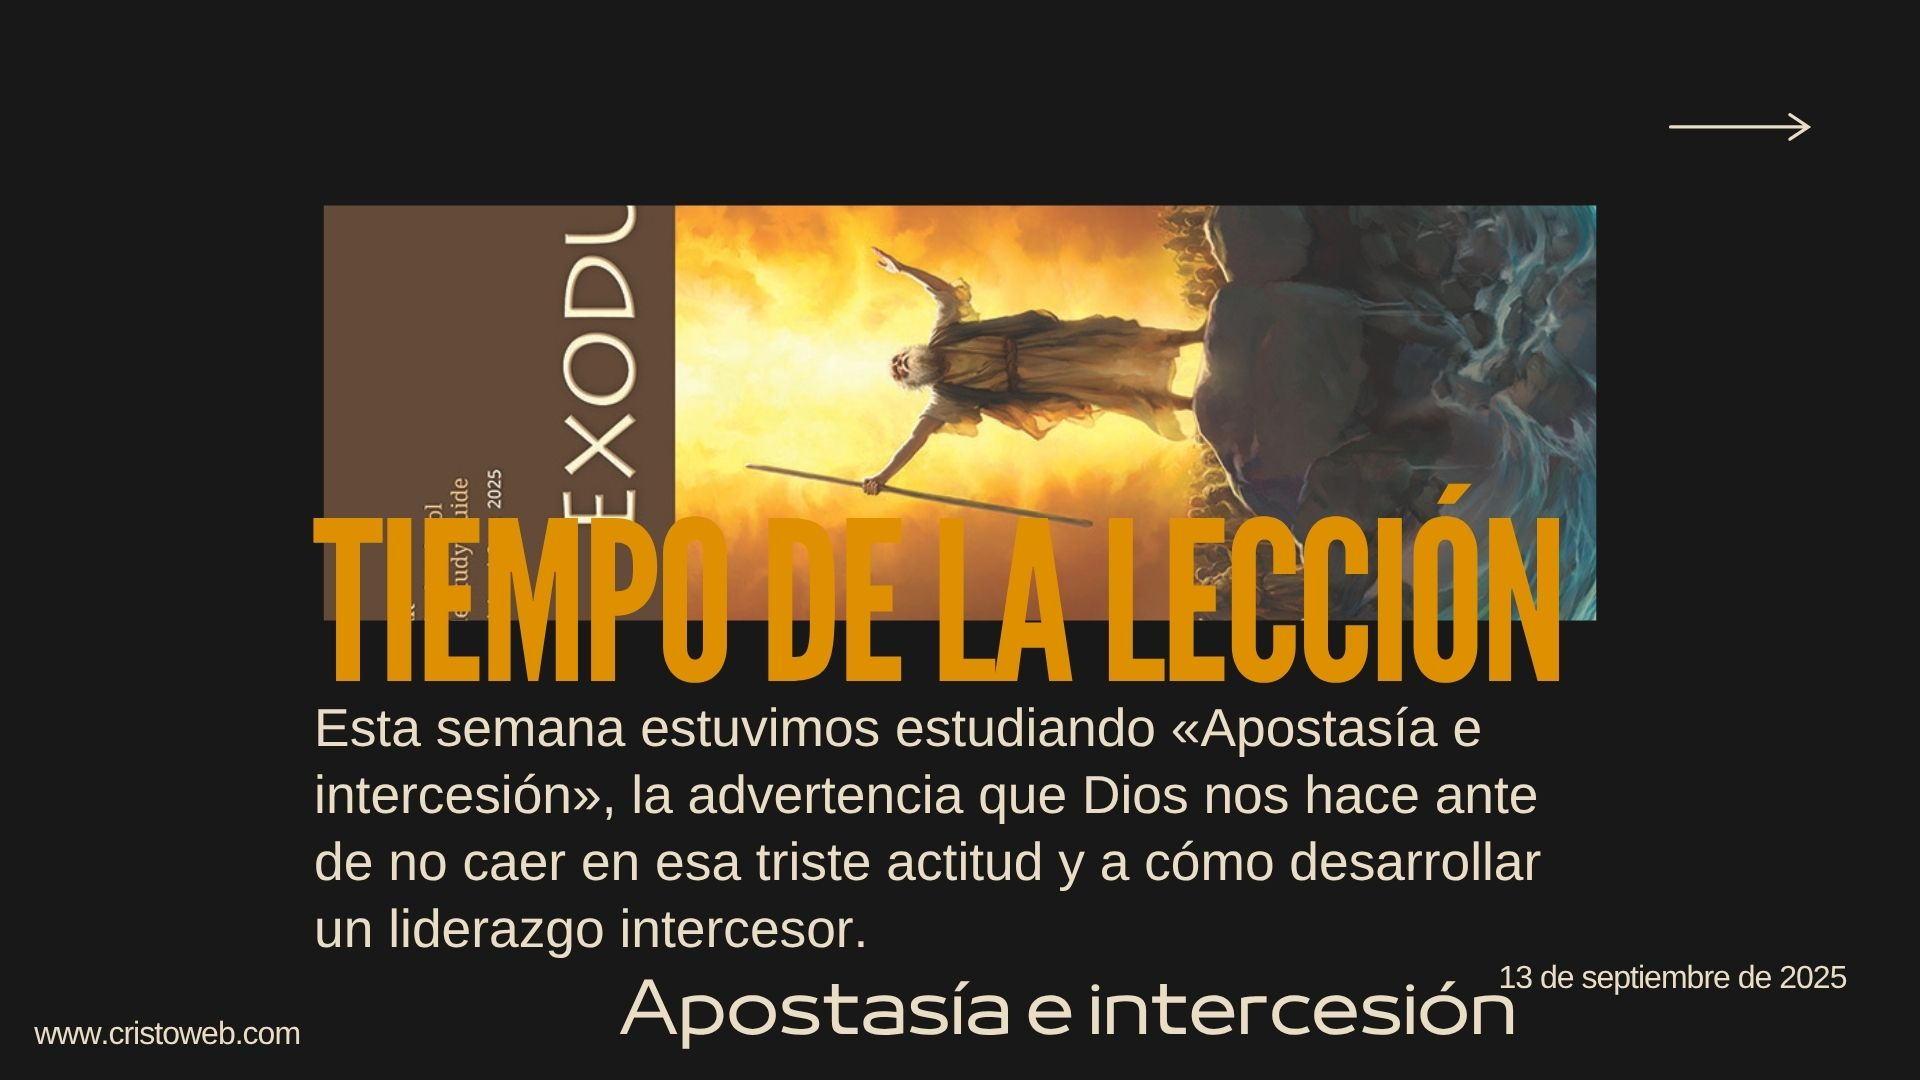 EXODU
2025
TIEMPO DE LA LECCIÓN
Esta semana estuvimos estudiando «Apostasía e
intercesión», la advertencia que Dios nos hace ante
de no caer en esa triste actitud y a cómo desarrollar
un liderazgo intercesor.
13 de septiembre de 2025
Apostasía e intercesión
www.cristoweb.com